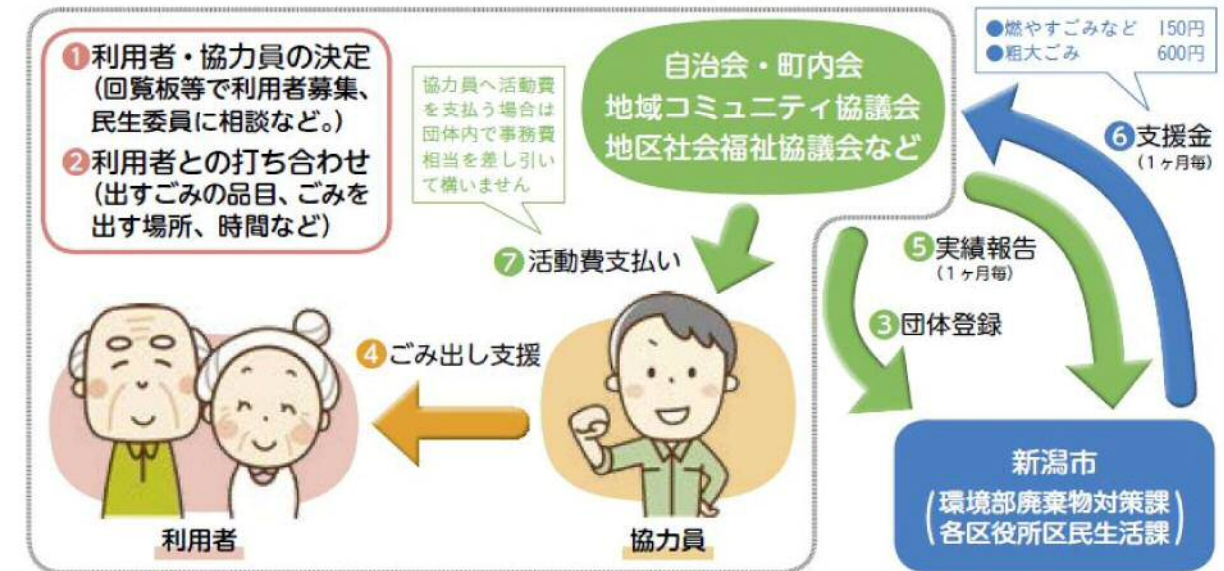 ❶利用者・協力員の決定
(回覧板等で利用者募集、
民生委員に相談など。)
❷利用者との打ち合わせ
(出すごみの品目、ごみを
出す場所、時間など)
協力員へ活動費
を支払う場合は
団体内で事務費
相当を差し引い
て構いません
自治会・町内会
地域コミュニティ協議会
地区社会福祉協議会など
●燃やすごみなど 150円
●粗大ごみ 600円
❻支援金
(1ヶ月毎)
❺実績報告
(1ヶ月毎)
❸団体登録
❼活動費支払い
❹ごみ出し支援
利用者
協力員
新潟市
(環境部廃棄物対策課
各区役所区民生活課)